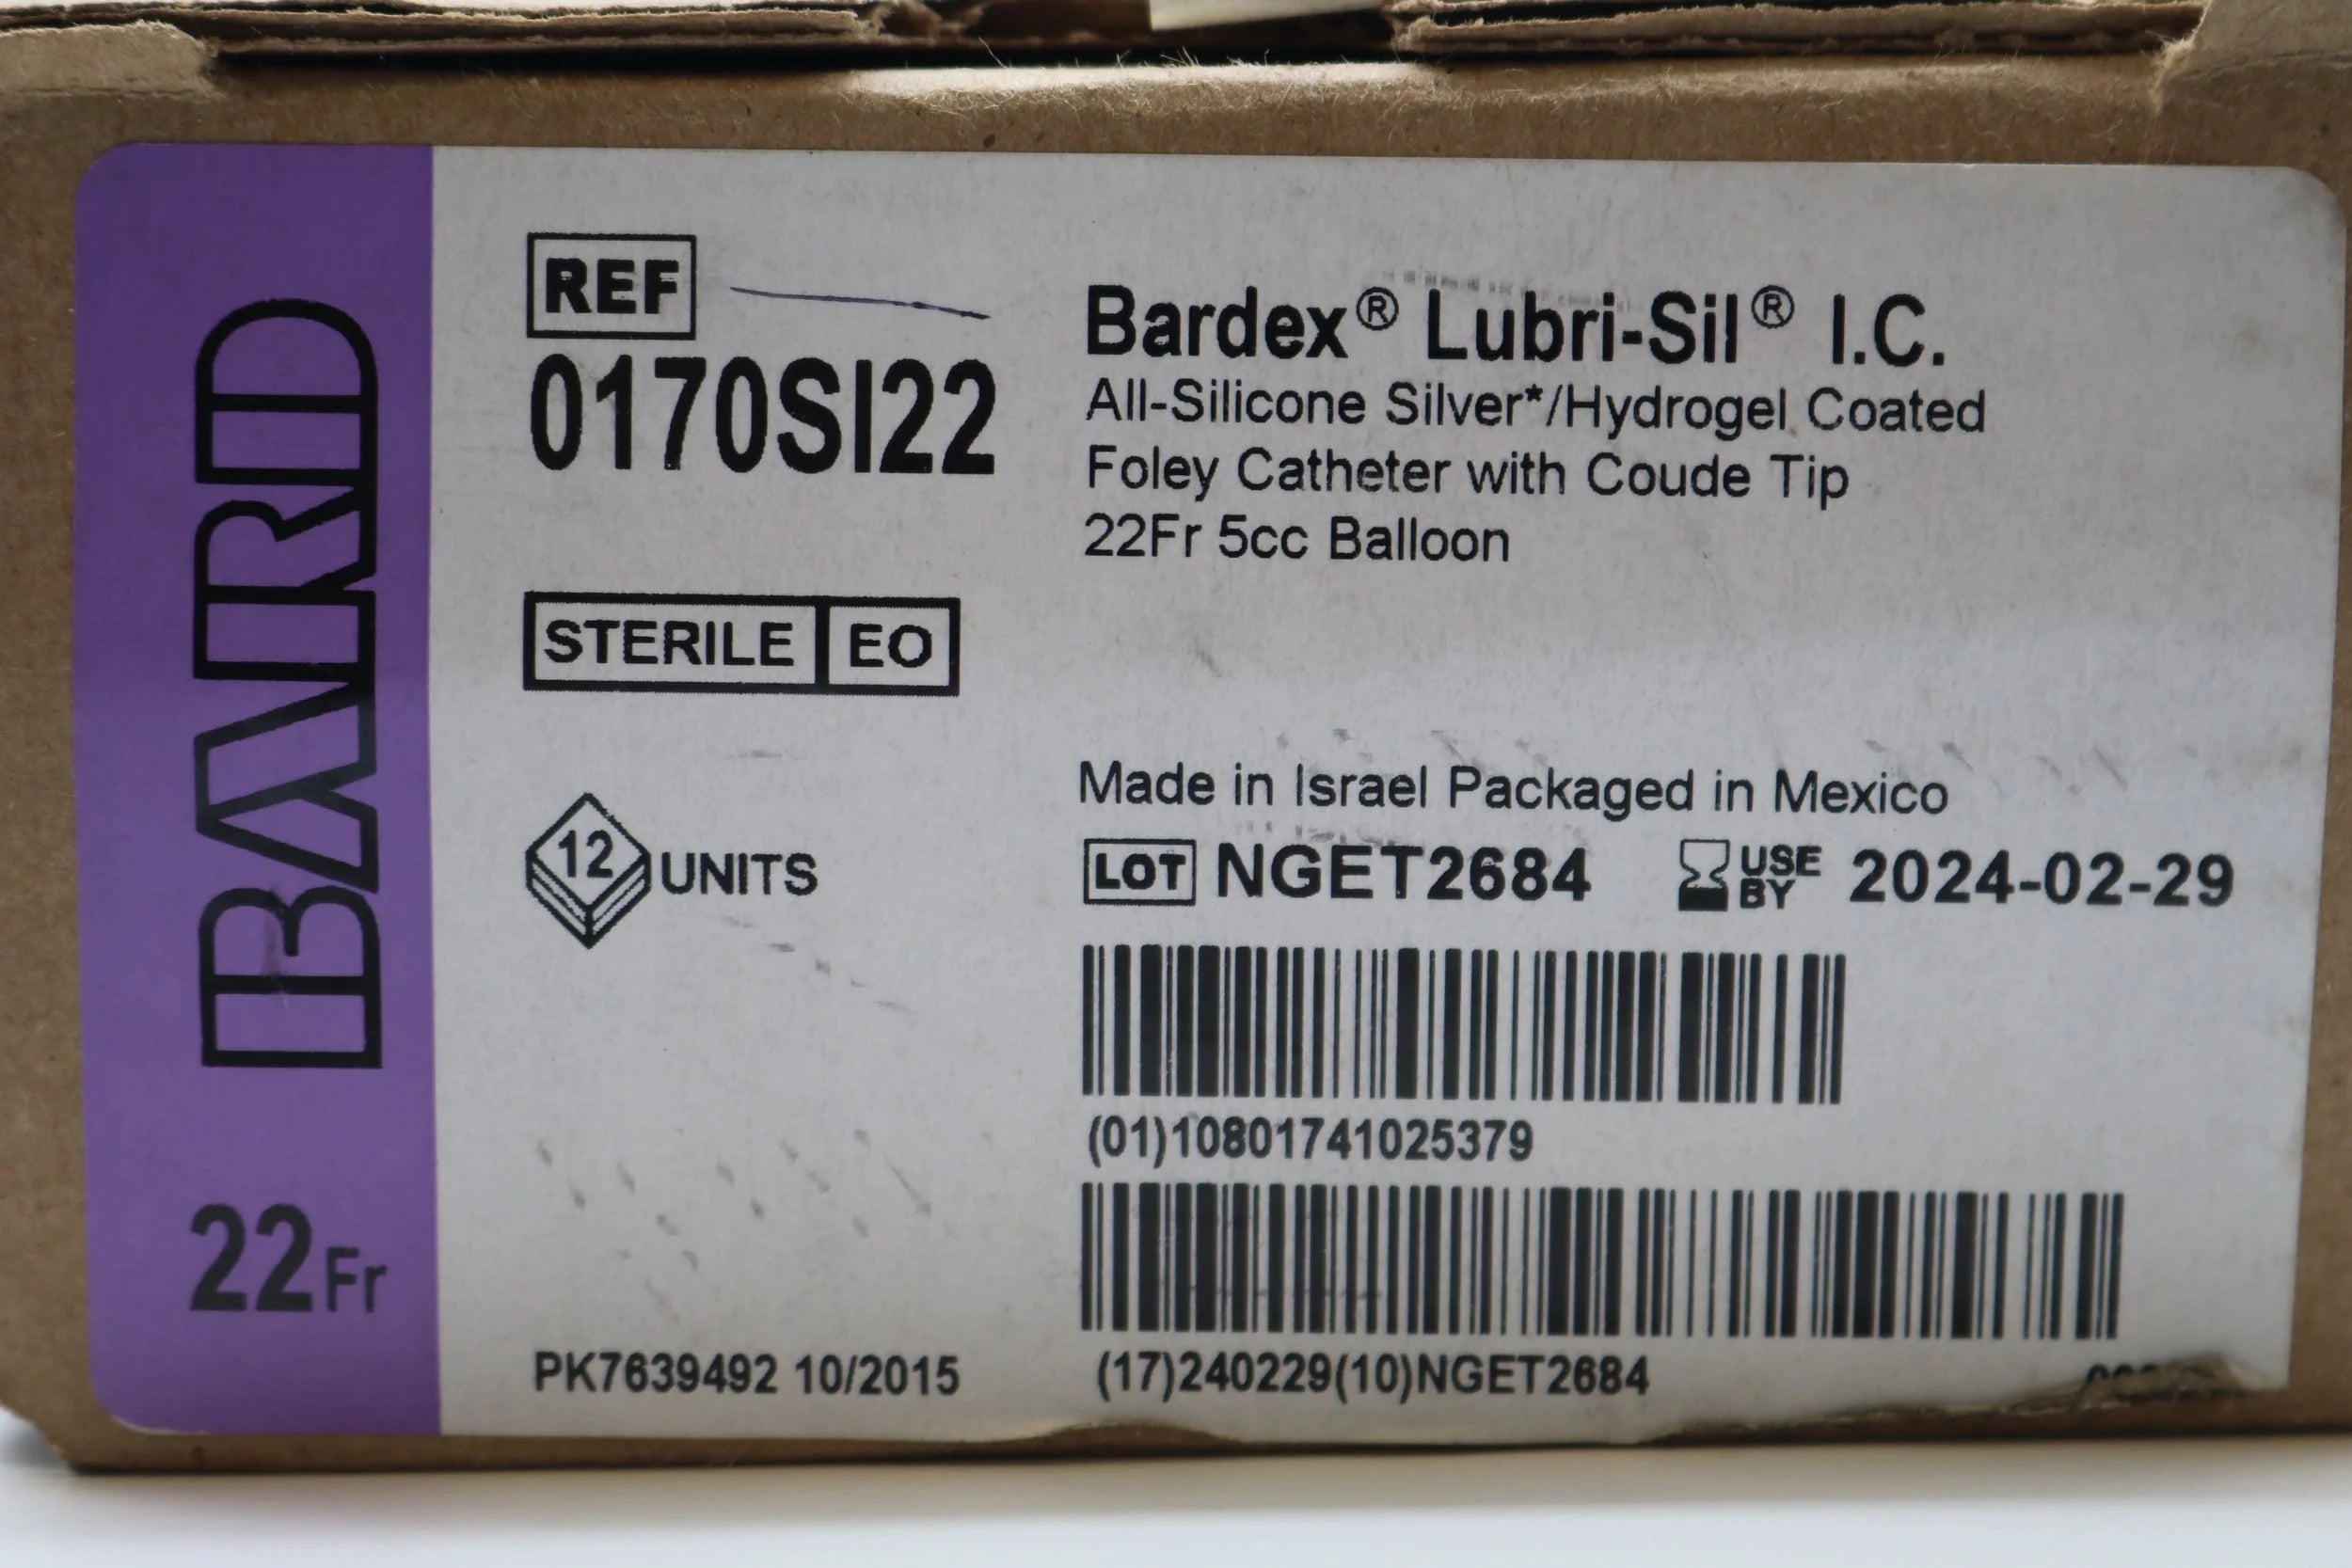 BARD
22Fr
REF
0170SI22
STERILE EO
12 UNITS
PK7639492 10/2015
Bardex® Lubri-Sil® I.C.
All-Silicone Silver*/Hydrogel Coated
Foley Catheter with Coude Tip
22Fr 5cc Balloon
Made in Israel Packaged in Mexico
LOT NGET2684 USE BY 2024-02-29
(01)10801741025379
(17)240229(10)NGET2684